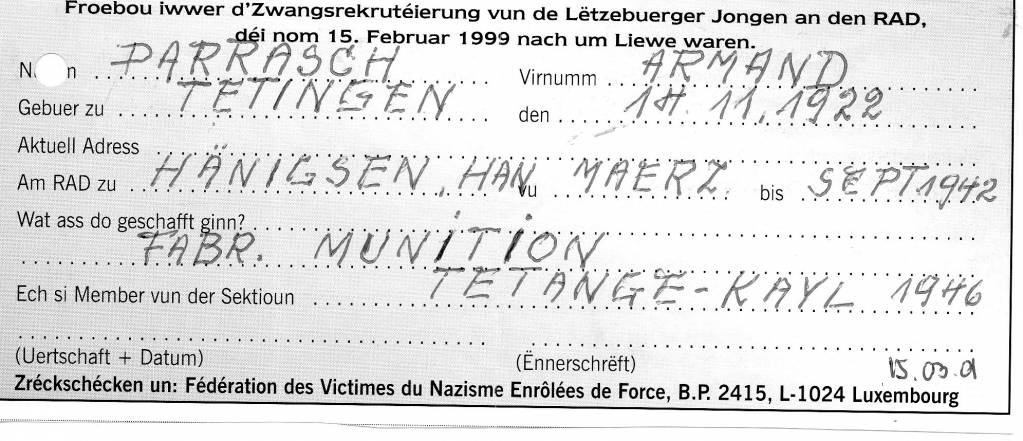 Froebou iwwer d'Zwangsrekrutéierung vun de Lëtzebuerger Jongen an den RAD,
déi nom 15. Februar 1999 nach um Liewe waren.
N n PARRASCH Virnumm ARMAND
Gebuer zu TETINGEN den 14.11.1922
Aktuell Adress
Am RAD zu HÄNIGSEN, HAN. vu MAERZ. bis SEPT.1942
Wat ass do geschafft ginn?
FABR. MUNITION
Ech si Member vun der Sektioun TETANGE-KAYL 1946
(Uertschaft + Datum) (Ënnerschrëft) 15.03.01
Zréckschécken un: Fédération des Victimes du Nazisme Enrôlées de Force, B.P. 2415, L-1024 Luxembourg